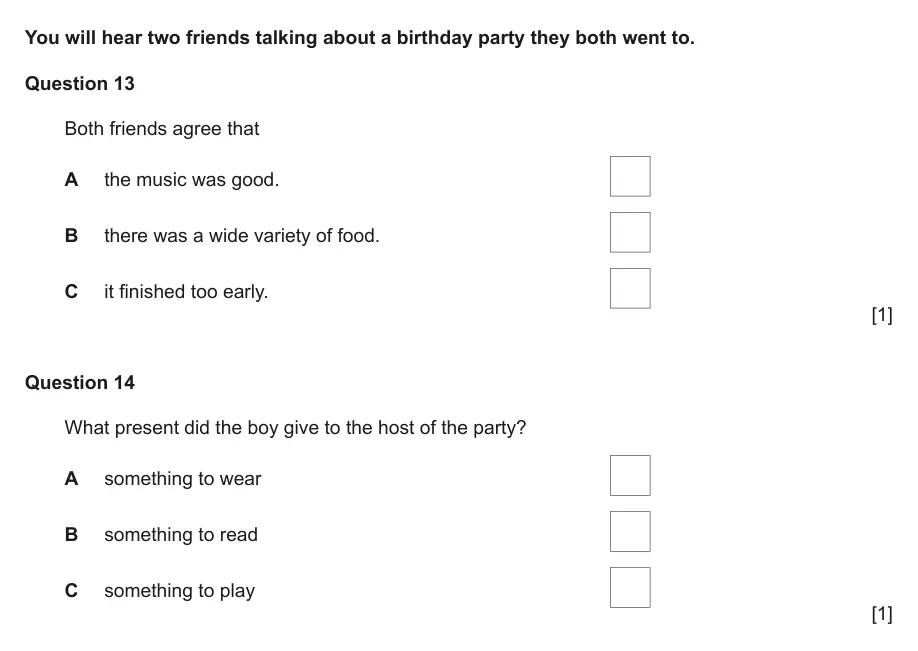 You will hear two friends talking about a birthday party they both went to.
Question 13
Both friends agree that
A the music was good.
B there was a wide variety of food.
C it finished too early.
[1]
Question 14
What present did the boy give to the host of the party?
A something to wear
B something to read
C something to play
[1]